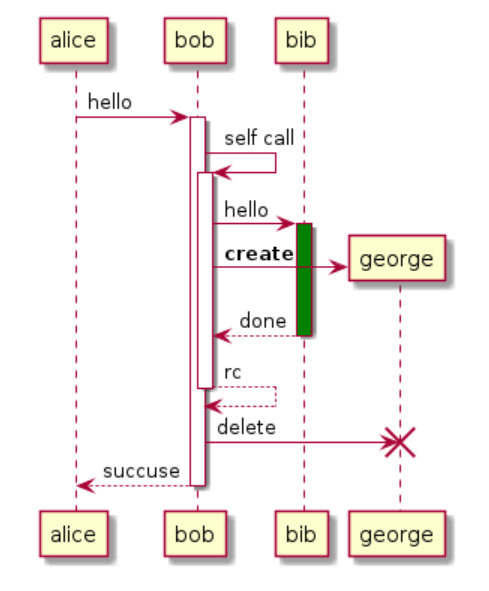 alice bob bib
hello
self call
hello
create
george
done
rc
delete
succuse
alice bob bib george